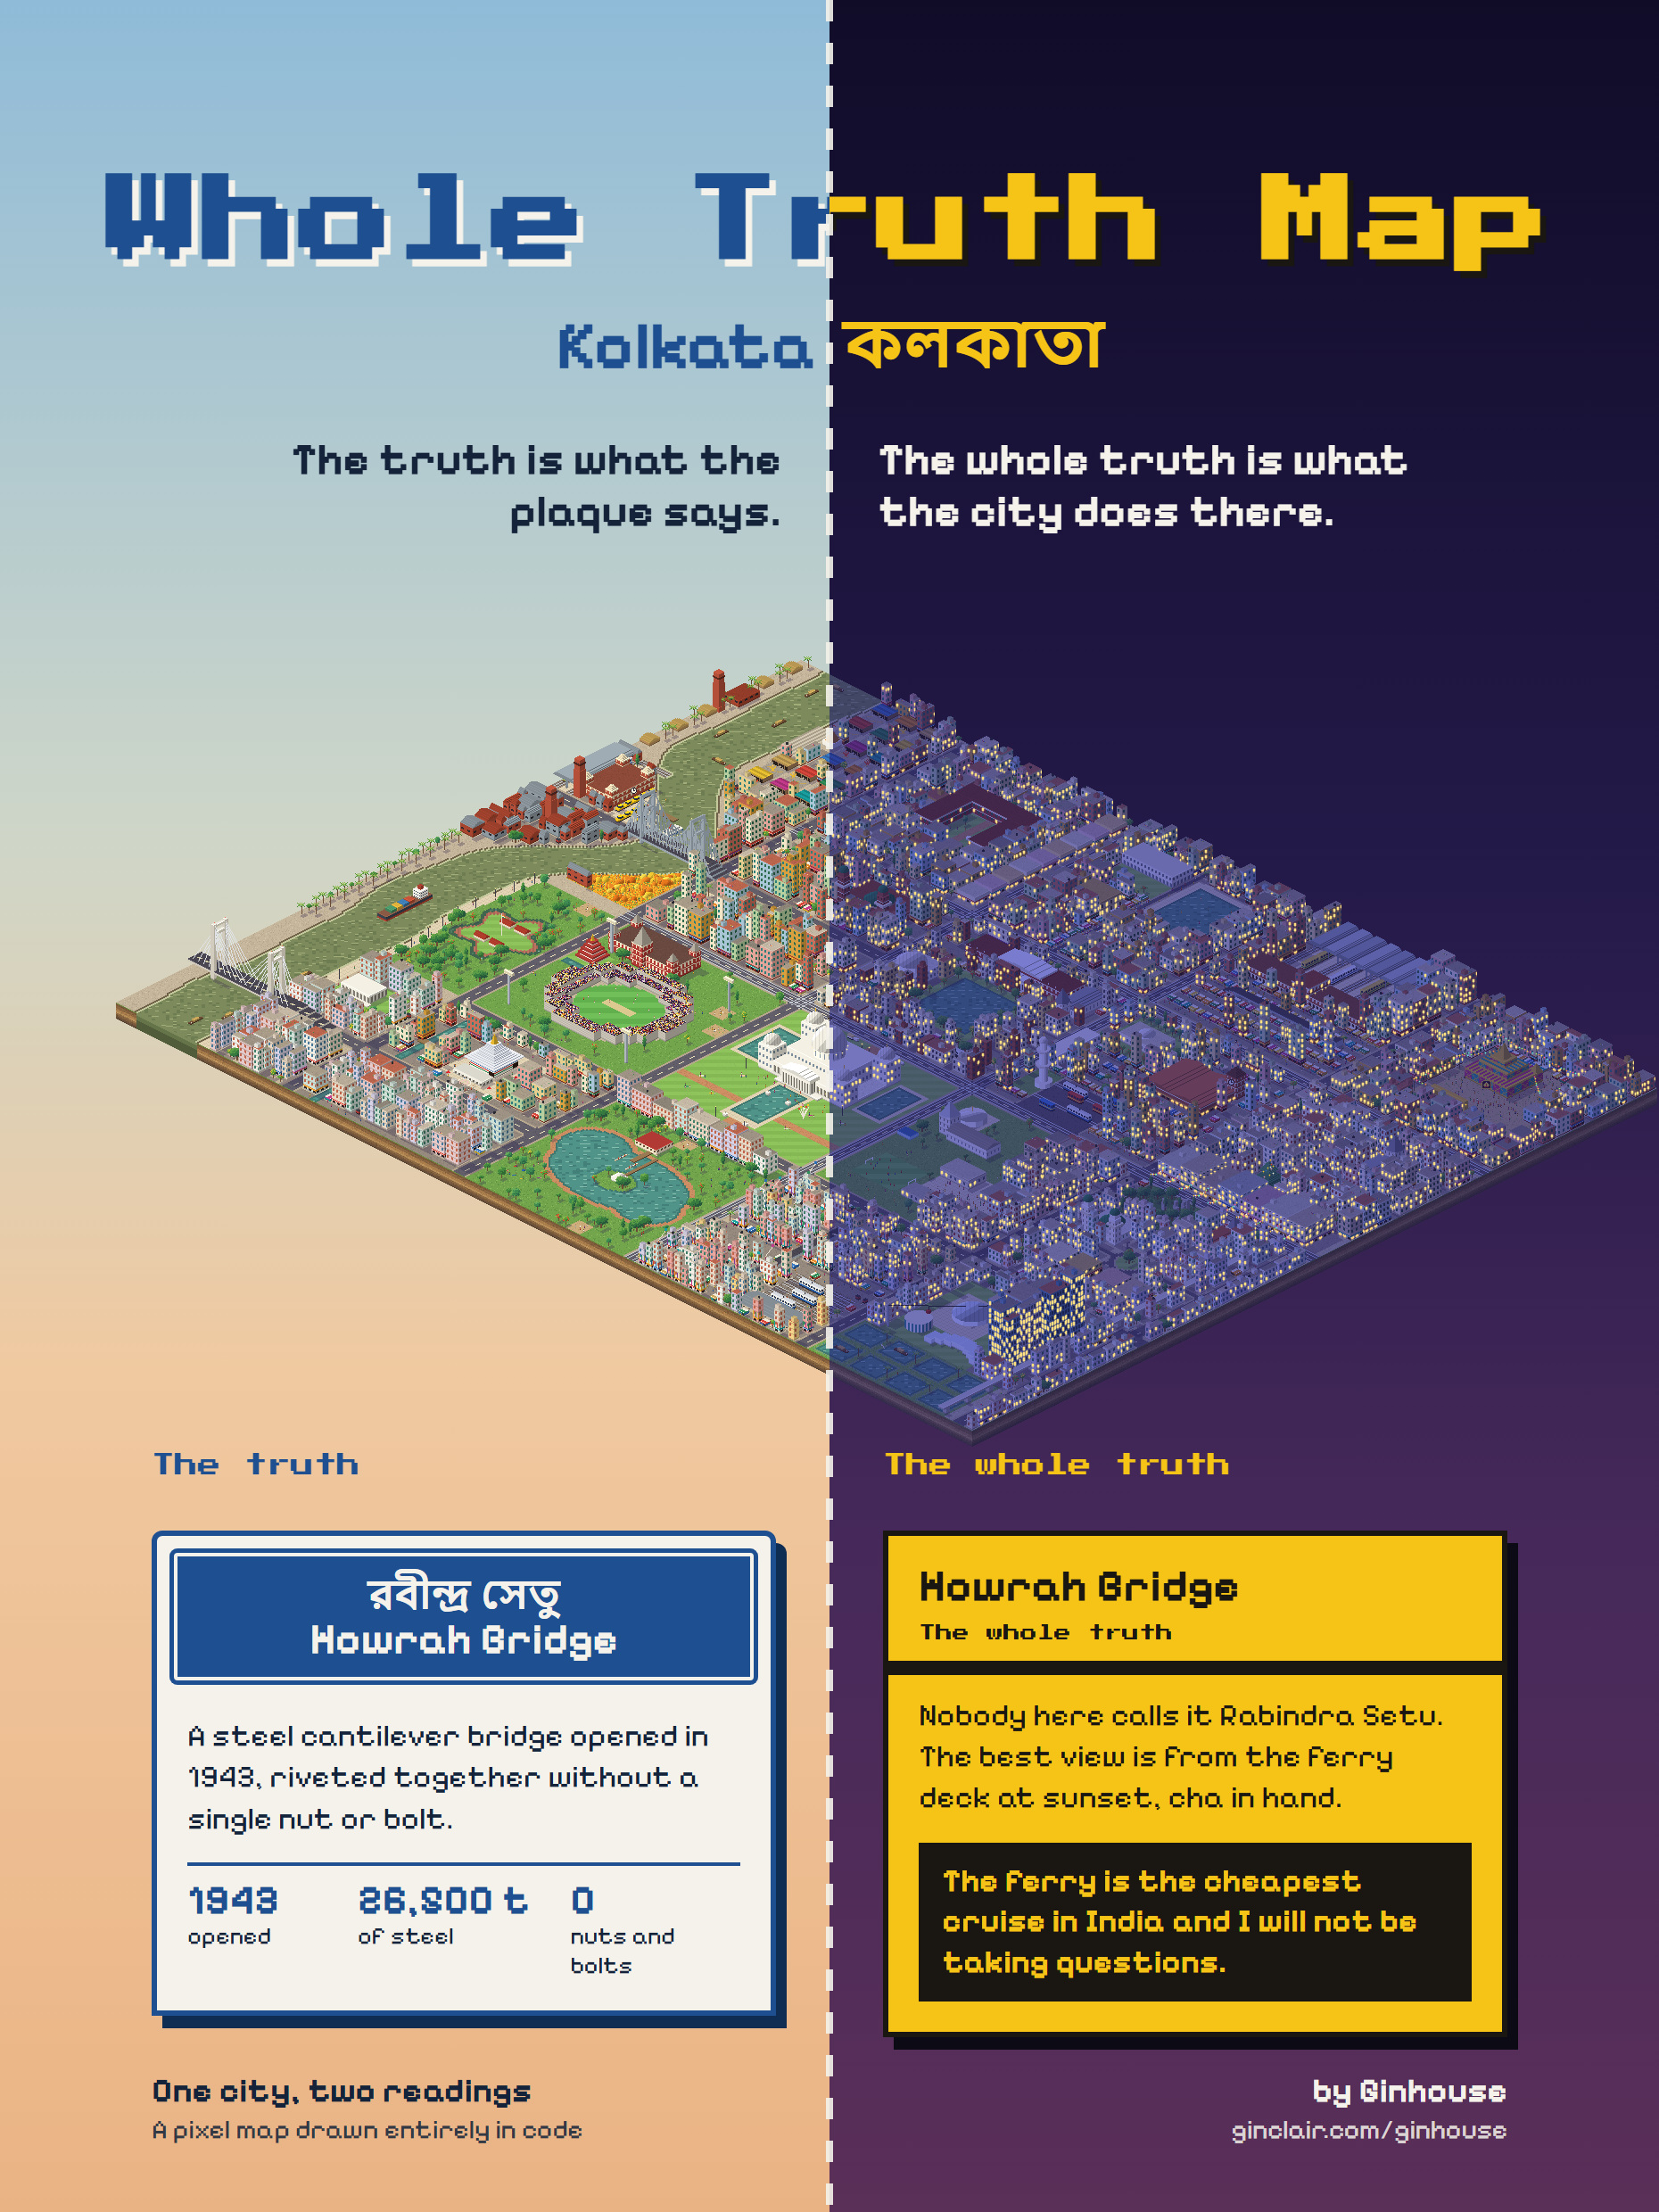 Whole Truth Map
Kolkata কলকাতা
The truth is what the
plaque says.
The whole truth is what
the city does there.
The truth
রবীন্দ্র সেতু
Howrah Bridge
A steel cantilever bridge opened in
1943, riveted together without a
single nut or bolt.
1943
opened
26,500 t
of steel
0
nuts and
bolts
The whole truth
Howrah Bridge
The whole truth
Nobody here calls it Rabindra Setu.
The best view is from the ferry
deck at sunset, cha in hand.
The ferry is the cheapest
cruise in India and I will not be
taking questions.
One city, two readings
A pixel map drawn entirely in code
by Ginhouse
ginclair.com/ginhouse